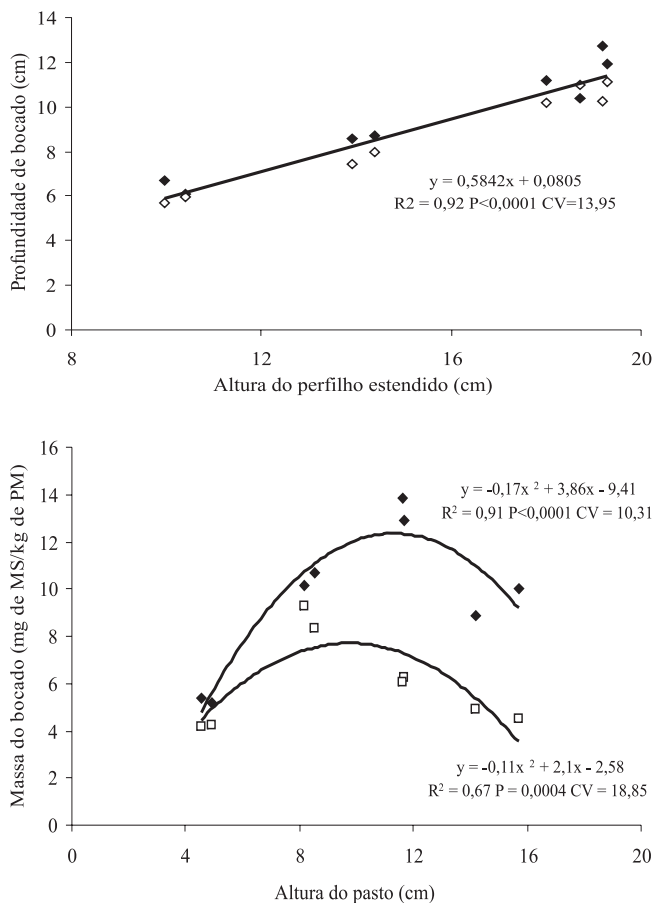 14
12
10
8
6
4
2
0
Profundidade de bocado (cm)
y = 0,5842x + 0,0805
R2 = 0,92 P<0,0001 CV=13,95
8 12 16 20
Altura do perfilho estendido (cm)
16
14
12
10
8
6
4
2
0
Massa do bocado (mg de MS/kg de PM)
y = -0,17x ² + 3,86x - 9,41
R² = 0,91 P<0,0001 CV = 10,31
y = -0,11x ² + 2,1x - 2,58
R² = 0,67 P = 0,0004 CV = 18,85
0 4 8 12 16 20
Altura do pasto (cm)